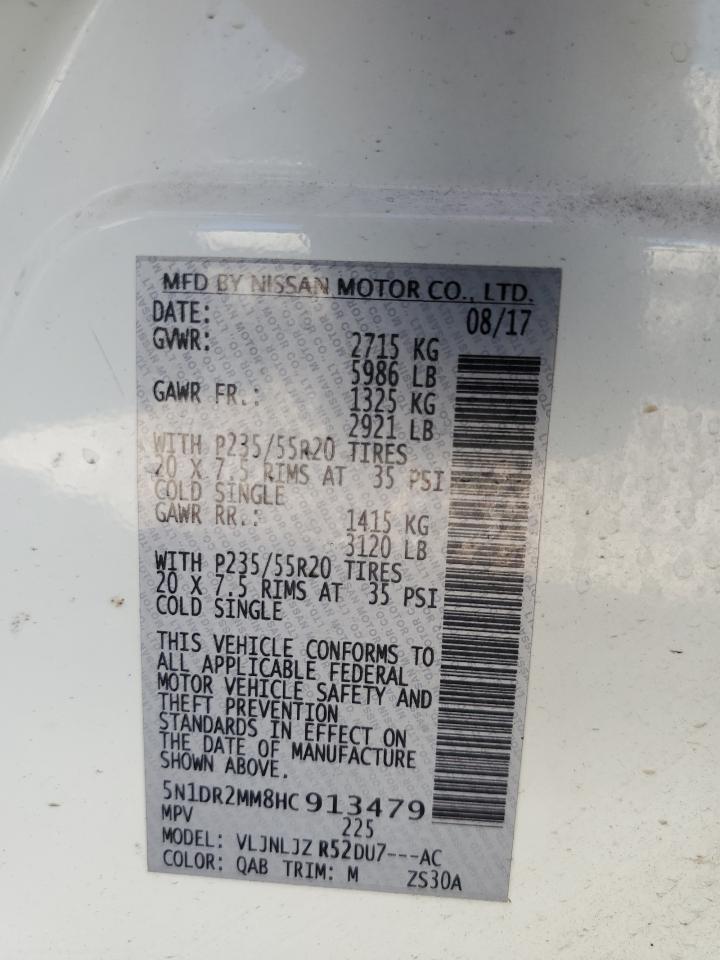 MFD BY NISSAN MOTOR CO., LTD.
DATE: 08/17
GVWR: 2715 KG
5986 LB
GAWR FR.: 1325 KG
2921 LB
WITH P235/55R20 TIRES
20 X 7.5 RIMS AT 35 PSI
COLD SINGLE
GAWR RR.: 1415 KG
3120 LB
WITH P235/55R20 TIRES
20 X 7.5 RIMS AT 35 PSI
COLD SINGLE
THIS VEHICLE CONFORMS TO
ALL APPLICABLE FEDERAL
MOTOR VEHICLE SAFETY AND
THEFT PREVENTION
STANDARDS IN EFFECT ON
THE DATE OF MANUFACTURE
SHOWN ABOVE.
5N1DR2MM8HC913479
MPV 225
MODEL: VLJNLJZ R52DU7---AC
COLOR: QAB TRIM: M ZS30A